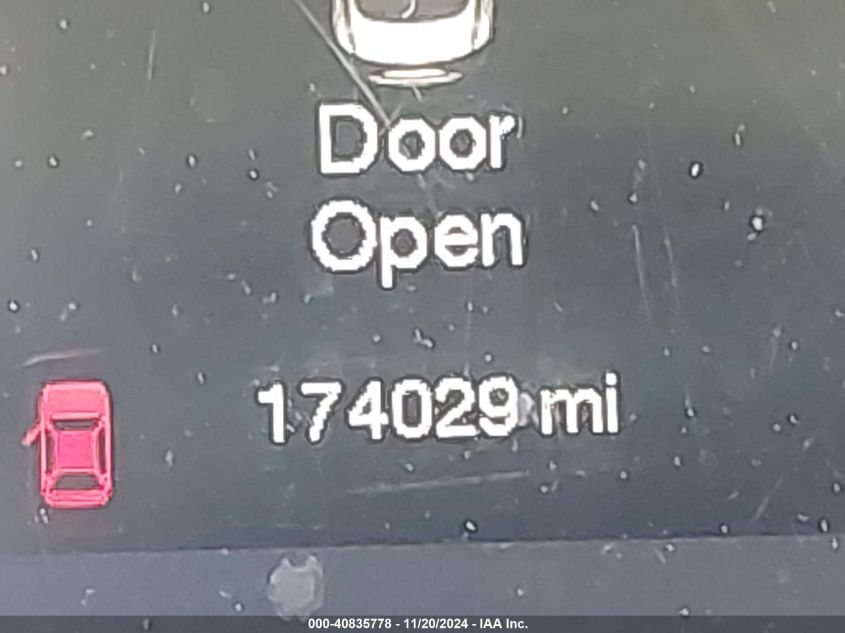 Door
Open
174029 mi
000-40835778 - 11/20/2024 - IAA Inc.